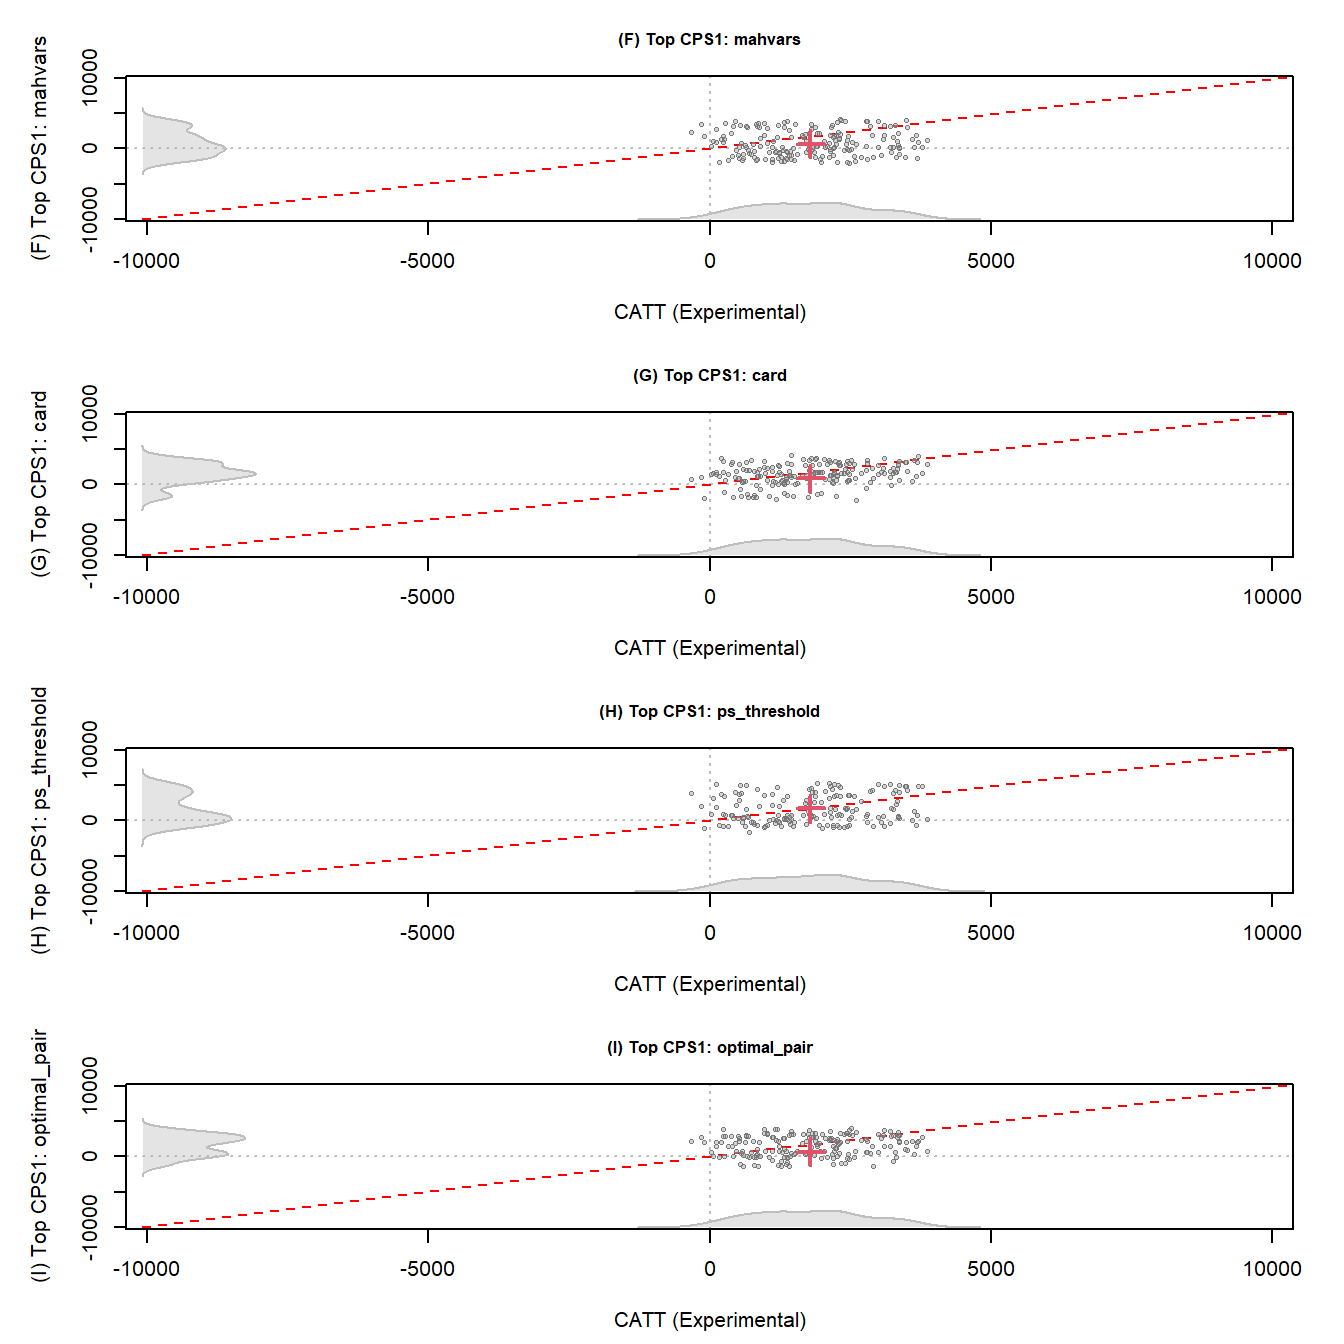 (F) Top CPS1: mahvars
(F) Top CPS1: mahvars
10000
0
-10000
-10000 -5000 0 5000 10000
CATT (Experimental)
(G) Top CPS1: card
(G) Top CPS1: card
10000
0
-10000
-10000 -5000 0 5000 10000
CATT (Experimental)
(H) Top CPS1: ps_threshold
(H) Top CPS1: ps_threshold
10000
0
-10000
-10000 -5000 0 5000 10000
CATT (Experimental)
(I) Top CPS1: optimal_pair
(I) Top CPS1: optimal_pair
10000
0
-10000
-10000 -5000 0 5000 10000
CATT (Experimental)